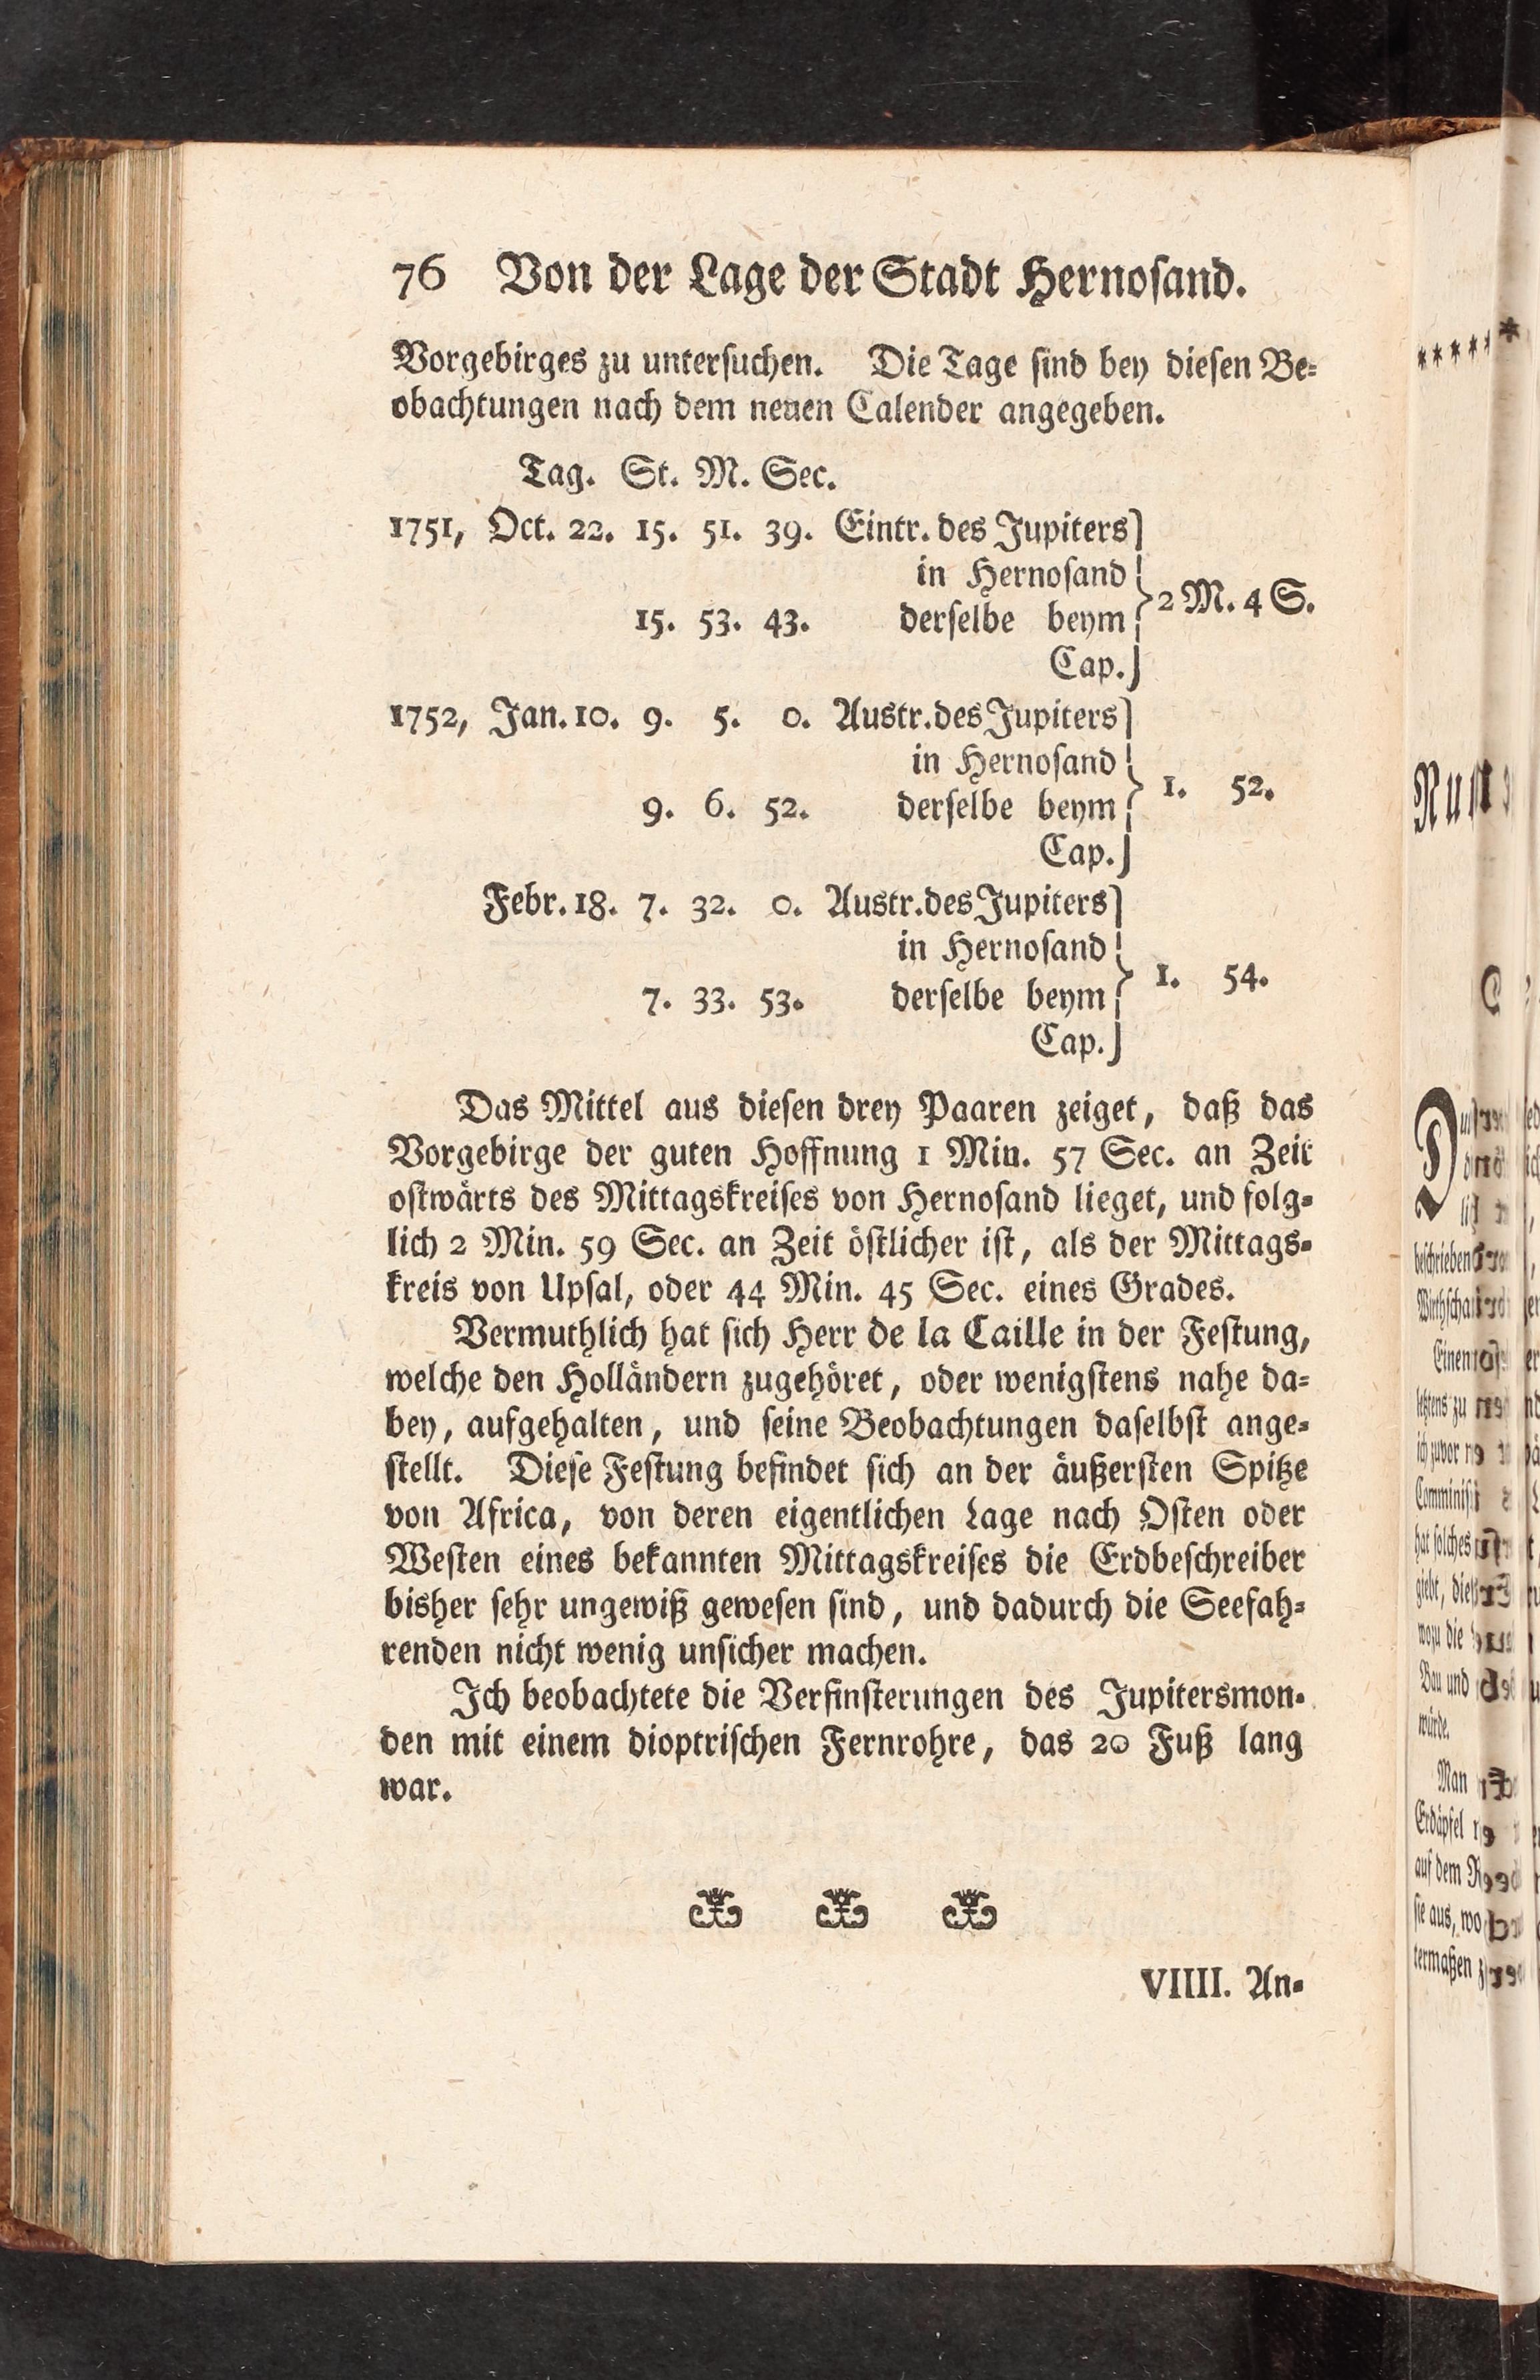 76 Von der Lage der Stadt Hernosand.
Vorgebirges zu untersuchen. Die Tage sind bey diesen Be-
obachtungen nach dem neuen Calender angegeben.
Tag. St. M. Sec.
1751, Oct. 22. 15. 51. 39. Eintr. des Jupiters
in Hernosand
2 M. 4 S.
15. 53. 43. derselbe beym
Cap.
1752, Jan. 10. 9. 5. 0. Austr. des Jupiters
in Hernosand
1. 52.
9. 6. 52. derselbe beym
Cap.
Febr. 18. 7. 32. 0. Austr. des Jupiters
in Hernosand
1. 54.
7. 33. 53. derselbe beym
Cap.
Das Mittel aus diesen drey Paaren zeiget, daß das
Vorgebirge der guten Hoffnung 1 Min. 57 Sec. an Zeit
ostwärts des Mittagskreises von Hernosand lieget, und folg-
lich 2 Min. 59 Sec. an Zeit östlicher ist, als der Mittags-
kreis von Upsal, oder 44 Min. 45 Sec. eines Grades.
Vermuthlich hat sich Herr de la Caille in der Festung,
welche den Holländern zugehöret, oder wenigstens nahe da-
bey, aufgehalten, und seine Beobachtungen daselbst ange-
stellt. Diese Festung befindet sich an der äußersten Spitze
von Africa, von deren eigentlichen Lage nach Osten oder
Westen eines bekannten Mittagskreises die Erdbeschreiber
bisher sehr ungewiß gewesen sind, und dadurch die Seefah-
renden nicht wenig unsicher machen.
Ich beobachtete die Verfinsterungen des Jupitersmon-
den mit einem dioptrischen Fernrohre, das 20 Fuß lang
war.
VIIII. An-